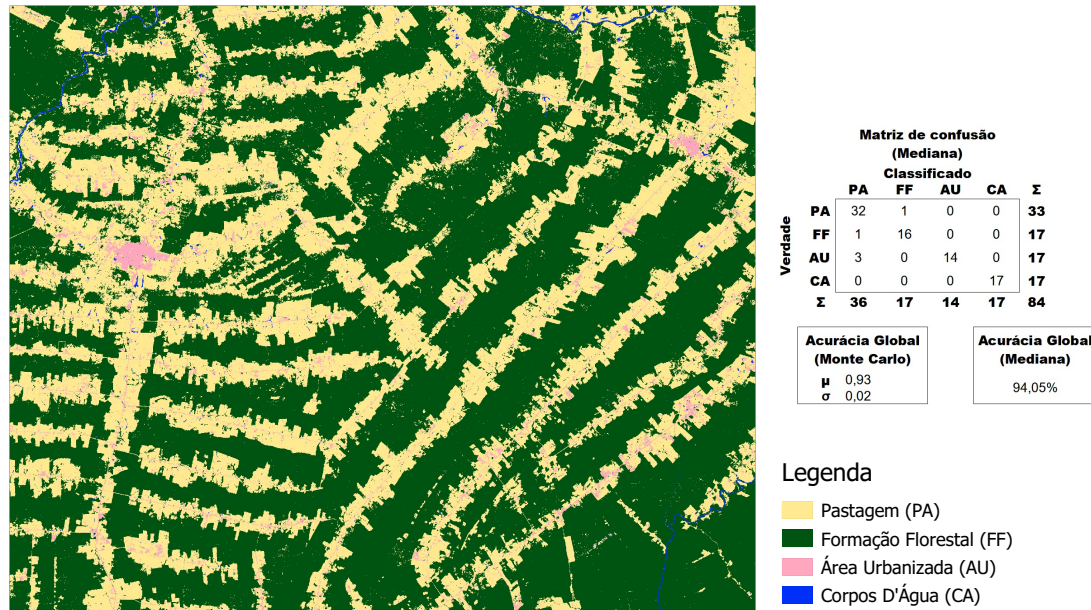 Matriz de confusão
(Mediana)
Classificado
PA FF AU CA Σ
Verdade
PA 32 1 0 0 33
FF 1 16 0 0 17
AU 3 0 14 0 17
CA 0 0 0 17 17
Σ 36 17 14 17 84
Acurácia Global
(Monte Carlo)
μ 0,93
σ 0,02
Acurácia Global
(Mediana)
94,05%
Legenda
Pastagem (PA)
Formação Florestal (FF)
Área Urbanizada (AU)
Corpos D'Água (CA)